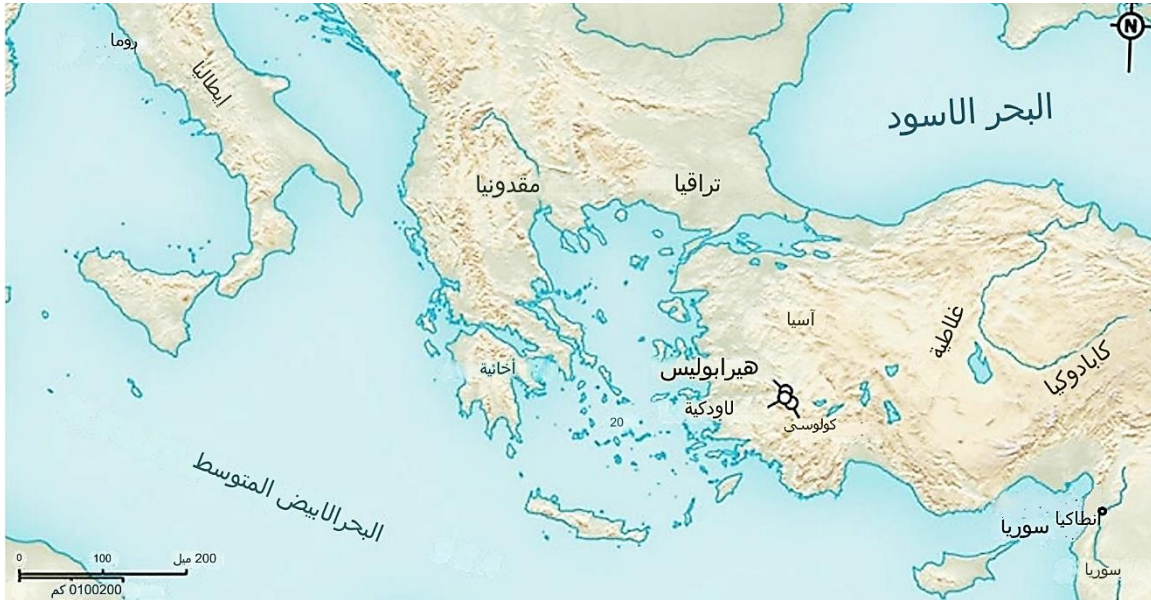 N
روما
إيطاليا
البحر الاسود
مقدونيا
تراقيا
آسيا
غلاطية
كابادوكيا
أخائية
هيرابوليس
لاودكية
كولوسي
20
البحرالابيض المتوسط
سوريا
انطاكيا
سوريا
0 100 200 ميل
0100200 كم